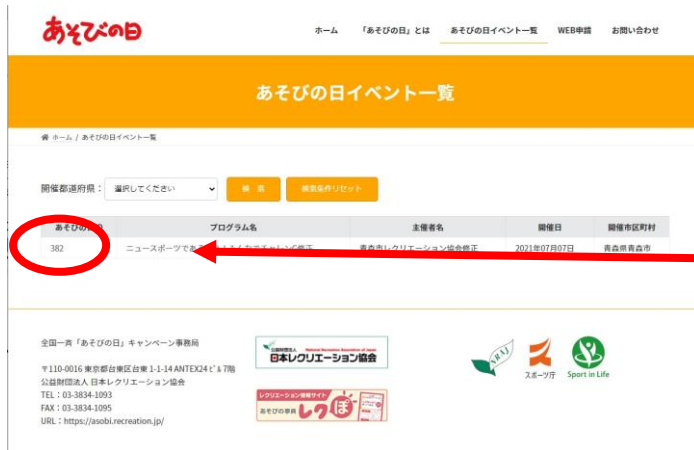 あそびの日
ホーム 「あそびの日」とは あそびの日イベント一覧 WEB申請 お問い合わせ
あそびの日イベント一覧
ホーム / あそびの日イベント一覧
開催都道府県： 選択してください 検 索 検索条件リセット
プログラム名 主催者名 開催日 開催市区町村
382 ニュースポーツであ 青森市レクリエーション協会修正 2021年07月07日 青森県青森市
全国一斉「あそびの日」キャンペーン事務局
〒110-0016 東京都台東区台東 1-1-14 ANTEX24ビル7階
公益財団法人 日本レクリエーション協会
TEL：03-3834-1093
FAX：03-3834-1095
URL：https://asobi.recreation.jp/
公益財団法人 National Recreation Association of Japan
日本レクリエーション協会
レクリエーション情報サイト
あそびの事典 レクぽ
NRAJ
スポーツ庁
Sport in Life